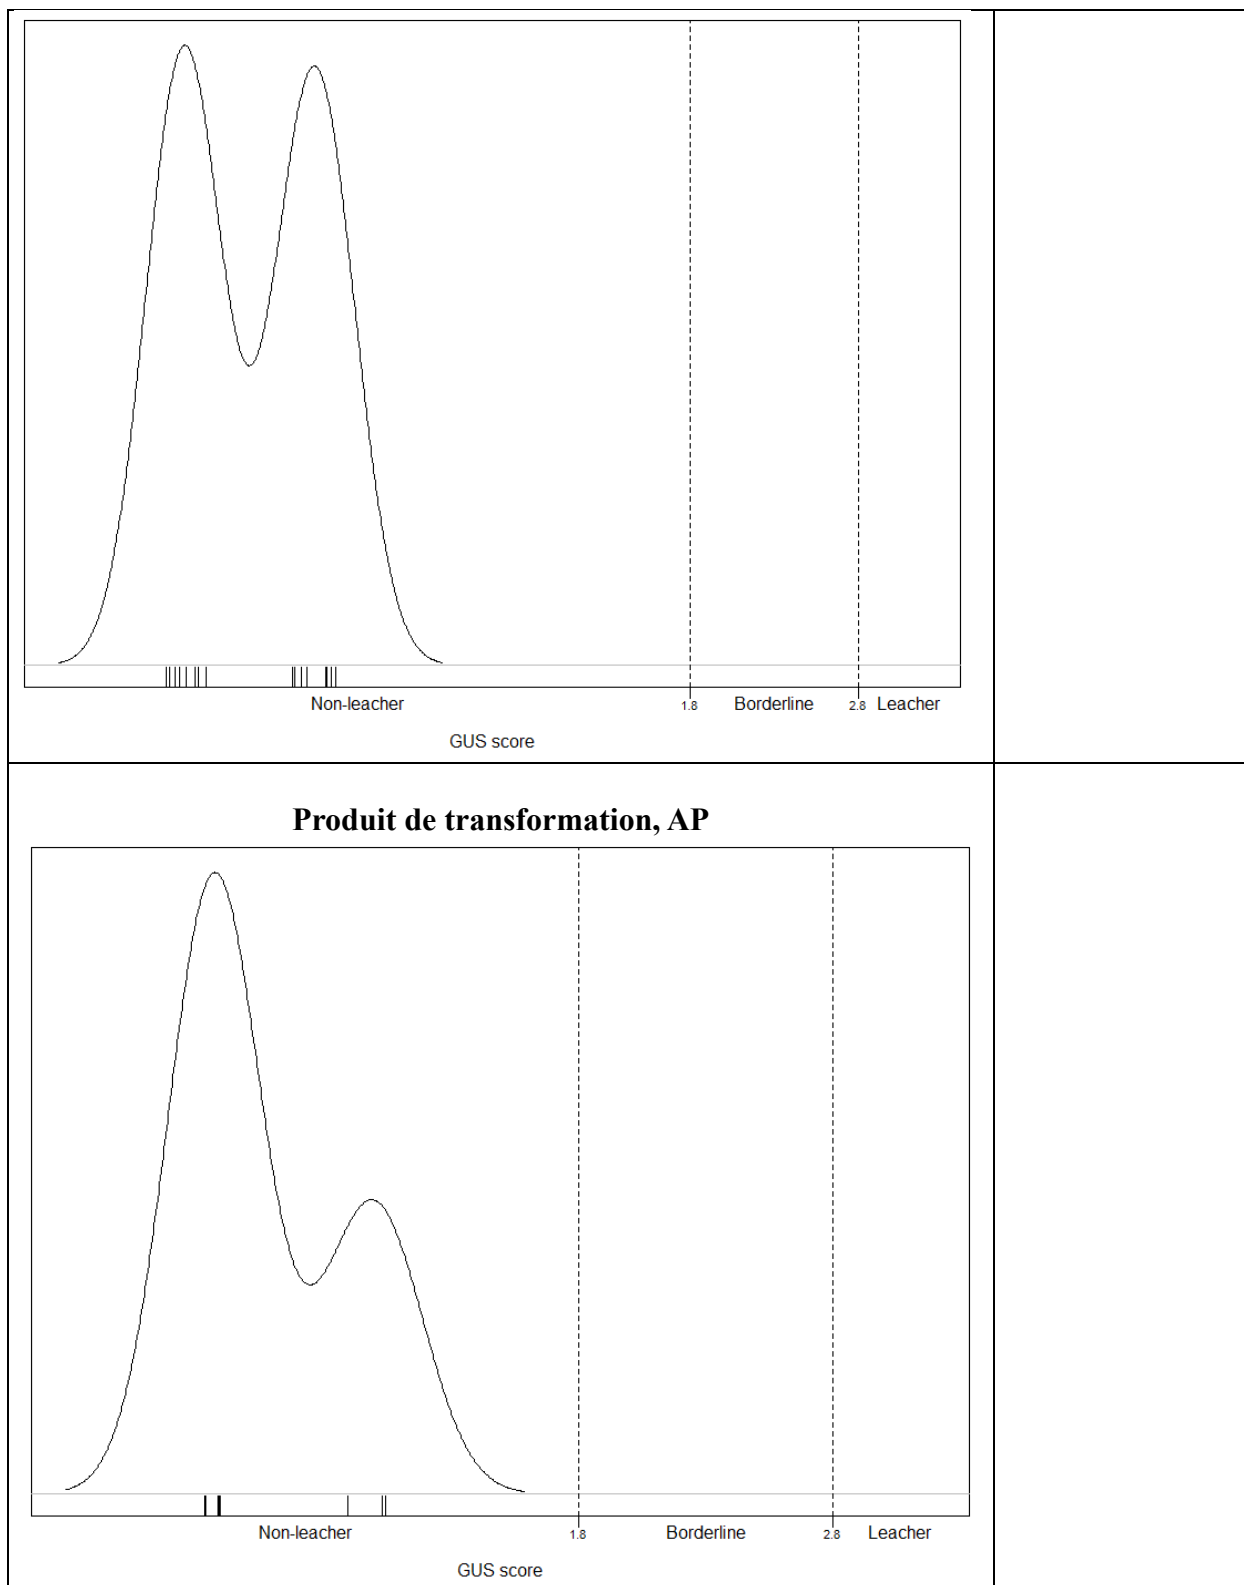 Non-leacher 1.8 Borderline 2.8 Leacher
GUS score
Produit de transformation, AP
Non-leacher 1.8 Borderline 2.8 Leacher
GUS score